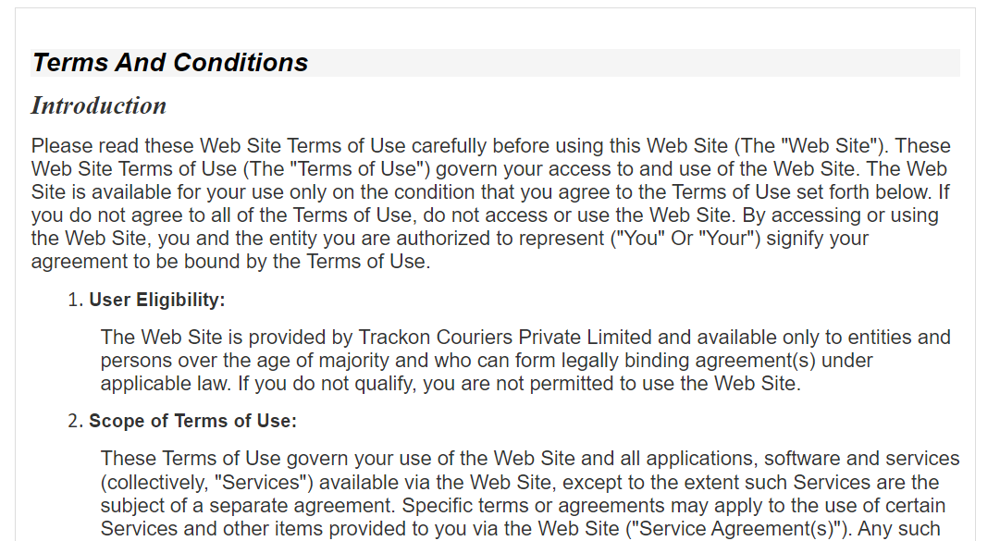 Terms And Conditions
Introduction
Please read these Web Site Terms of Use carefully before using this Web Site (The "Web Site"). These
Web Site Terms of Use (The "Terms of Use") govern your access to and use of the Web Site. The Web
Site is available for your use only on the condition that you agree to the Terms of Use set forth below. If
you do not agree to all of the Terms of Use, do not access or use the Web Site. By accessing or using
the Web Site, you and the entity you are authorized to represent ("You" Or "Your") signify your
agreement to be bound by the Terms of Use.
1. User Eligibility:
The Web Site is provided by Trackon Couriers Private Limited and available only to entities and
persons over the age of majority and who can form legally binding agreement(s) under
applicable law. If you do not qualify, you are not permitted to use the Web Site.
2. Scope of Terms of Use:
These Terms of Use govern your use of the Web Site and all applications, software and services
(collectively, "Services") available via the Web Site, except to the extent such Services are the
subject of a separate agreement. Specific terms or agreements may apply to the use of certain
Services and other items provided to you via the Web Site ("Service Agreement(s)"). Any such